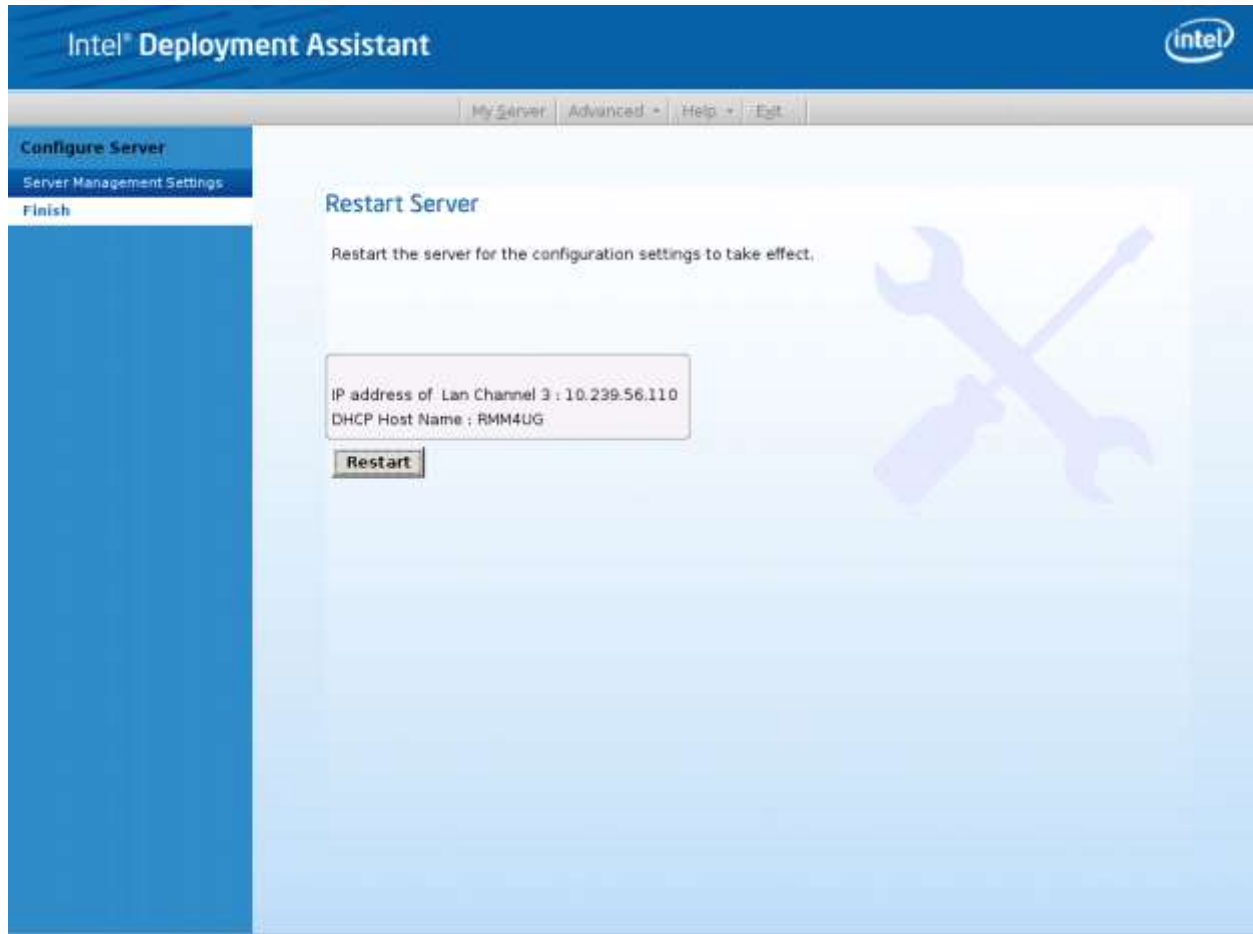 Intel® Deployment Assistant
intel
My Server Advanced Help Exit
Configure Server
Server Management Settings
Finish
Restart Server
Restart the server for the configuration settings to take effect.
IP address of Lan Channel 3 : 10.239.56.110
DHCP Host Name : RMM4UG
Restart